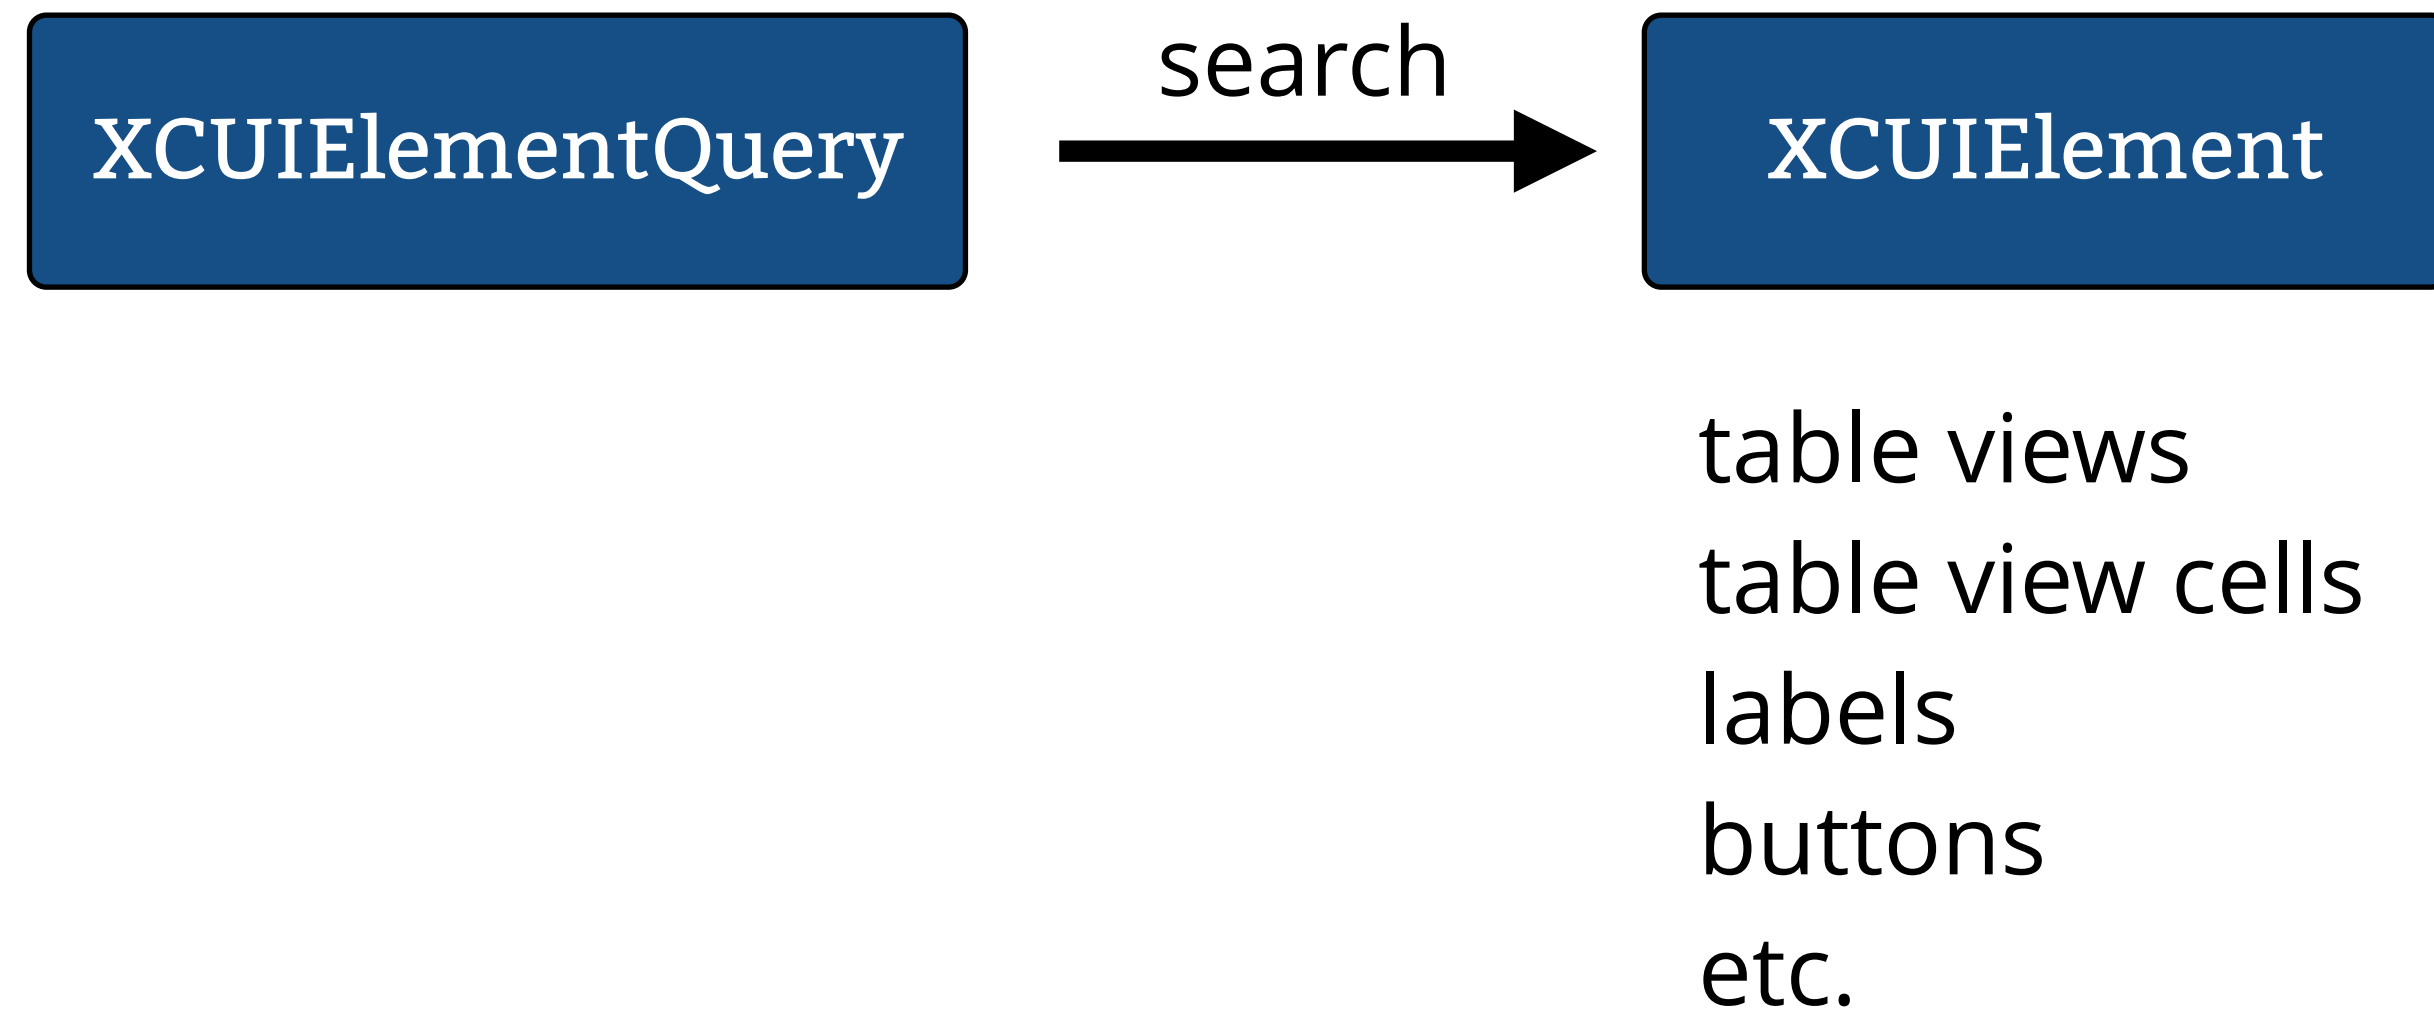 XCUIElementQuery
search
XCUIElement
table views
table view cells
labels
buttons
etc.